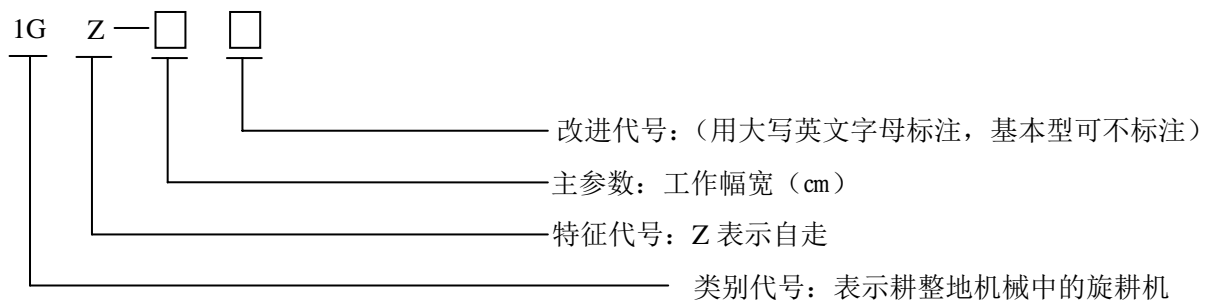 1G Z—□ □
改进代号：（用大写英文字母标注，基本型可不标注）
主参数：工作幅宽（㎝）
特征代号：Z 表示自走
类别代号：表示耕整地机械中的旋耕机